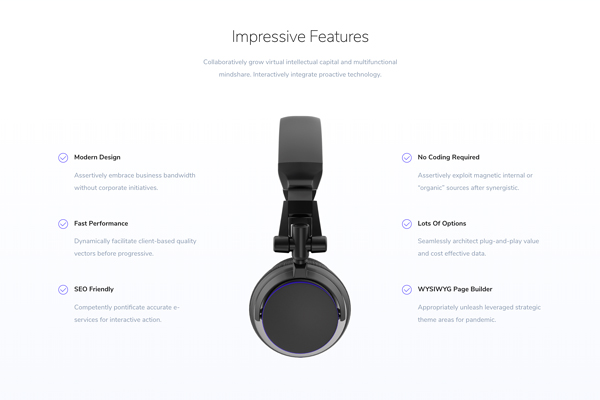 Impressive Features
Collaboratively grow virtual intellectual capital and multifunctional
mindshare. Interactively integrate proactive technology.
Modern Design
Assertively embrace business bandwidth
without corporate initiatives.
Fast Performance
Dynamically facilitate client-based quality
vectors before progressive.
SEO Friendly
Competently pontificate accurate e-
services for interactive action.
No Coding Required
Assertively exploit magnetic internal or
"organic" sources after synergistic.
Lots Of Options
Seamlessly architect plug-and-play value
and cost effective data.
WYSIWYG Page Builder
Appropriately unleash leveraged strategic
theme areas for pandemic.